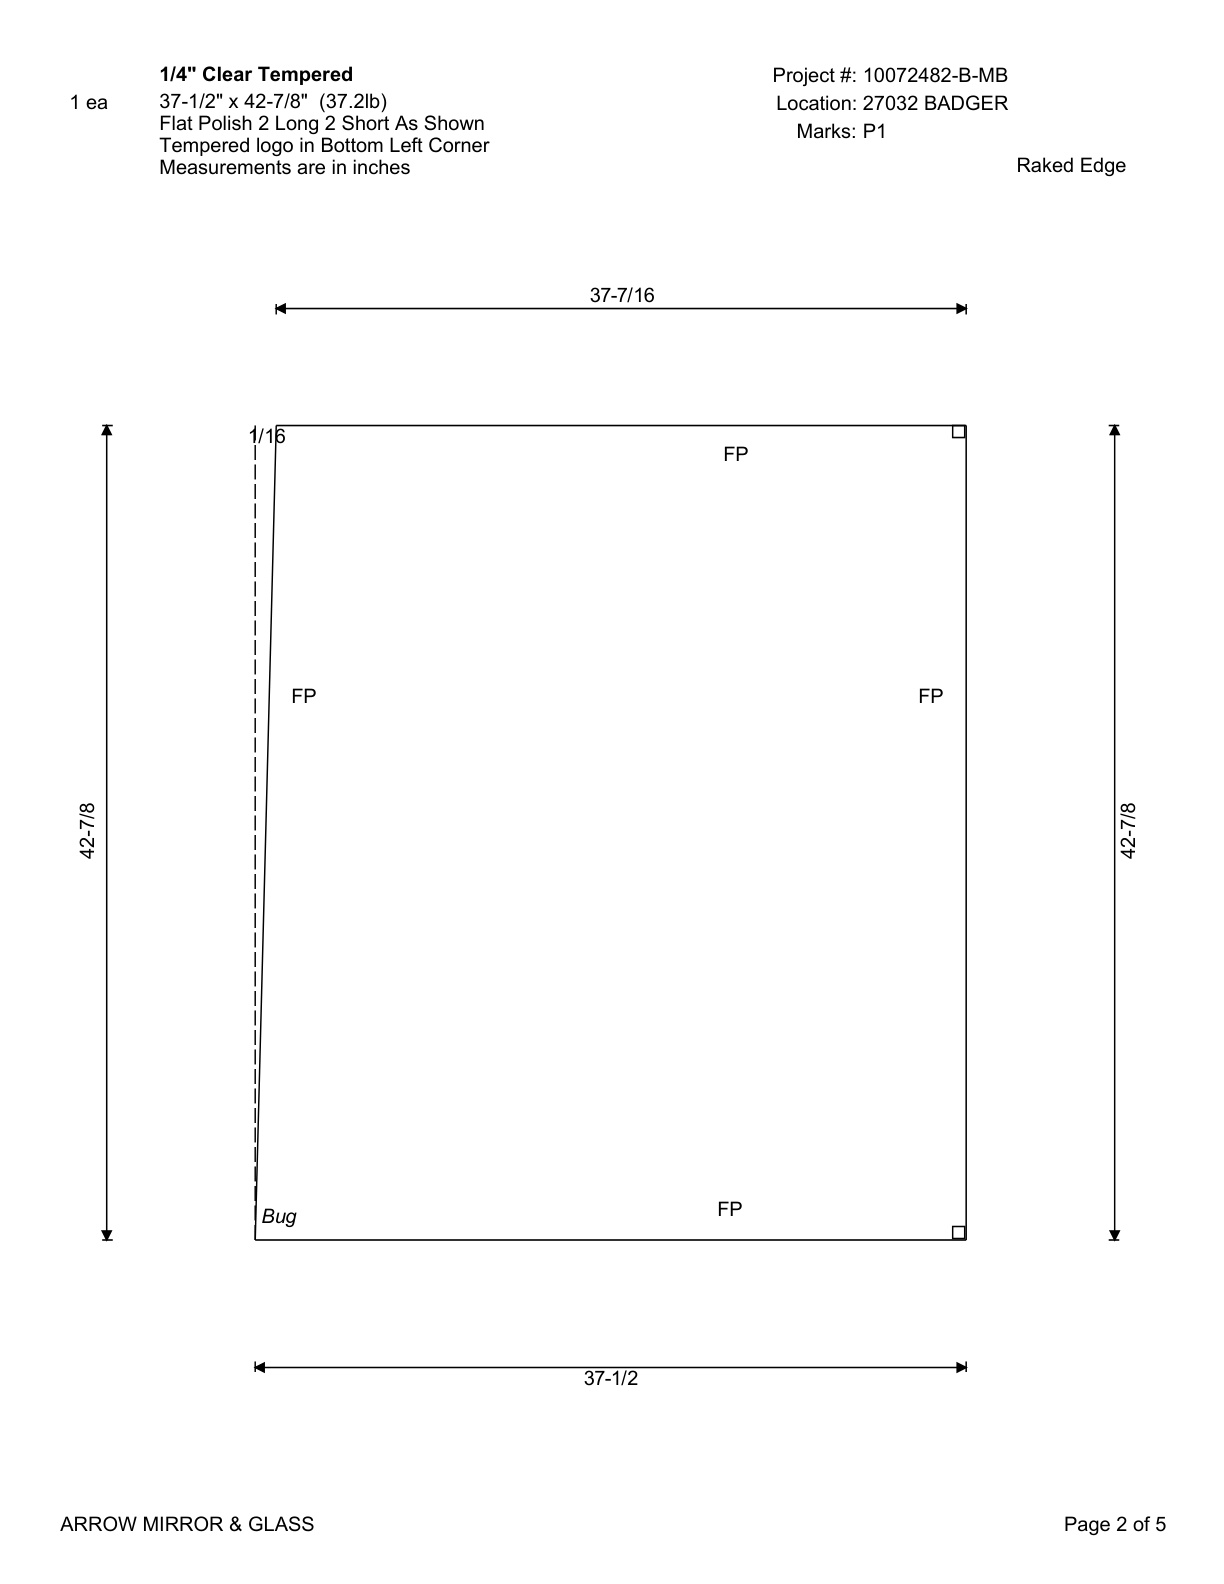 1/4" Clear Tempered
1 ea
37-1/2" x 42-7/8" (37.2lb)
Flat Polish 2 Long 2 Short As Shown
Tempered logo in Bottom Left Corner
Measurements are in inches
Project #: 10072482-B-MB
Location: 27032 BADGER
Marks: P1
Raked Edge
37-7/16
1/16
FP
FP
FP
42-7/8
42-7/8
Bug
FP
37-1/2
ARROW MIRROR & GLASS
Page 2 of 5